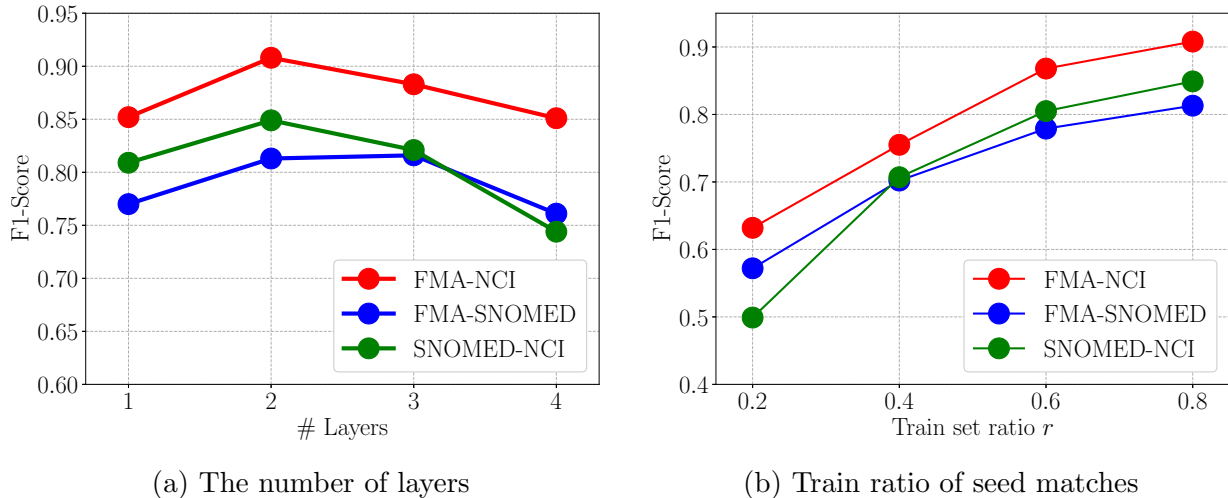 0.95
0.90
0.85
0.80
0.75
0.70
0.65
0.60
F1-Score
1 2 3 4
# Layers
FMA-NCI
FMA-SNOMED
SNOMED-NCI
(a) The number of layers
0.9
0.8
0.7
0.6
0.5
0.4
F1-Score
0.2 0.4 0.6 0.8
Train set ratio r
FMA-NCI
FMA-SNOMED
SNOMED-NCI
(b) Train ratio of seed matches